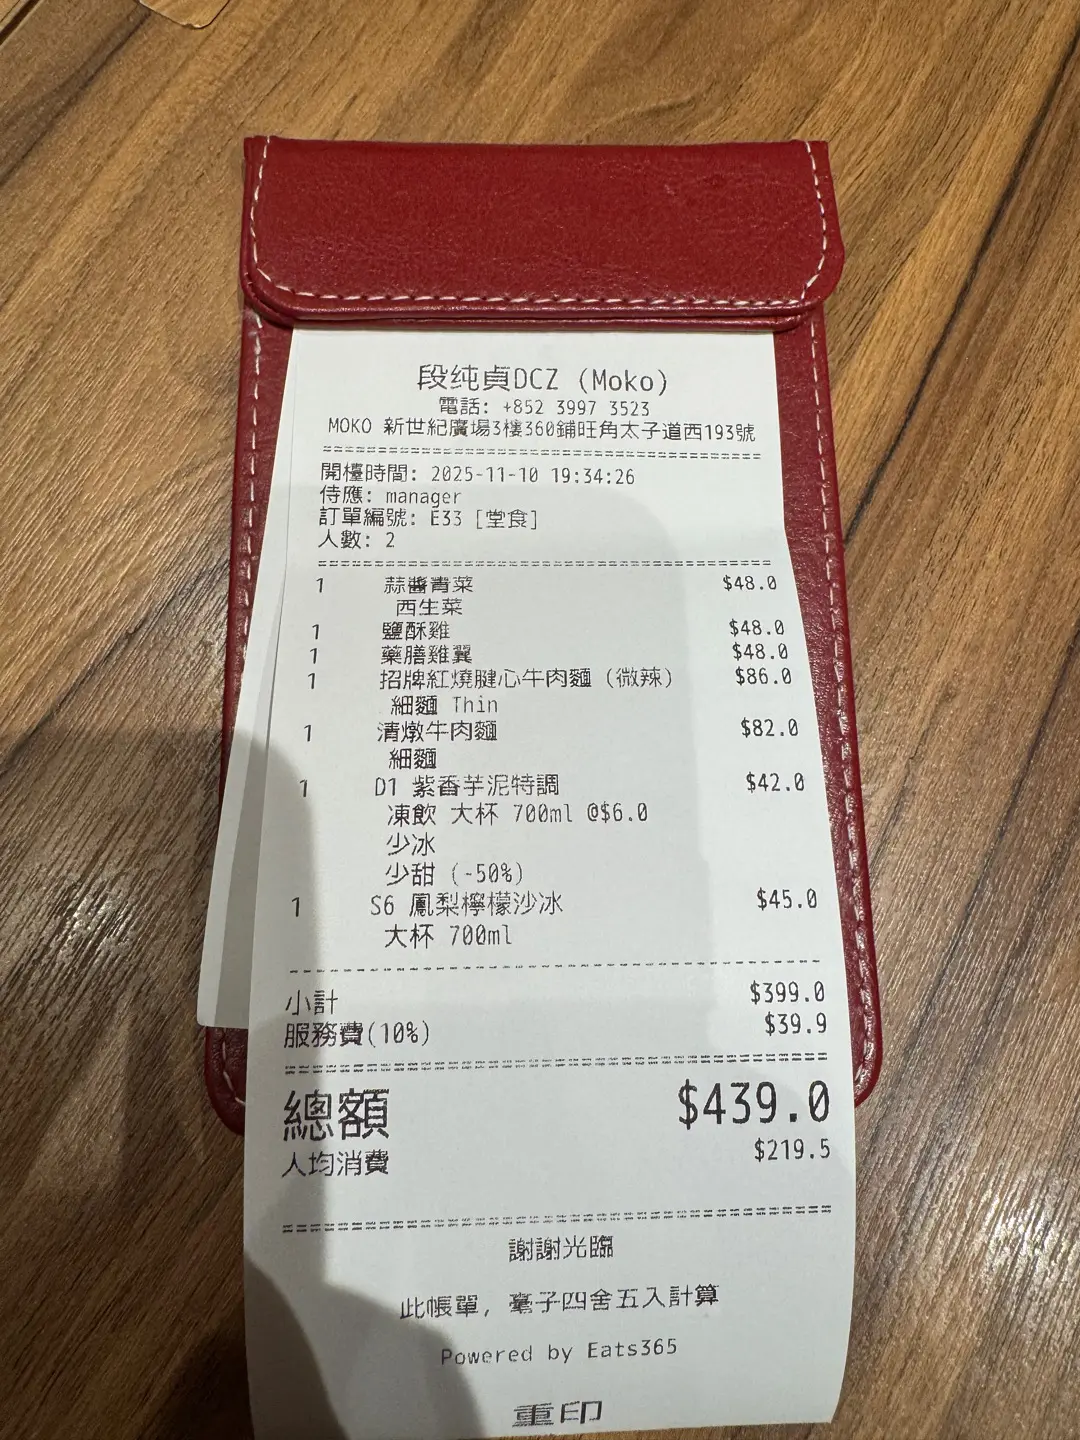 段纯貞DCZ (Moko)
電話: +852 3997 3523
MOKO 新世紀廣場3樓360鋪旺角太子道西193號
開檯時間: 2025-11-10 19:34:26
侍應: manager
訂單編號: E33 [堂食]
人數: 2
1 蒜醬青菜 $48.0
西生菜
1 鹽酥雞 $48.0
1 藥膳雞翼 $48.0
1 招牌紅燒腱心牛肉麵 (微辣) $86.0
細麵 Thin
1 清燉牛肉麵 $82.0
細麵
1 D1 紫香芋泥特調 $42.0
凍飲 大杯 700ml @$6.0
少冰
少甜 (-50%)
1 S6 鳳梨檸檬沙冰 $45.0
大杯 700ml
小計 $399.0
服務費(10%) $39.9
總額 $439.0
人均消費 $219.5
謝謝光臨
此帳單, 毫子四舍五入計算
Powered by Eats365
重印